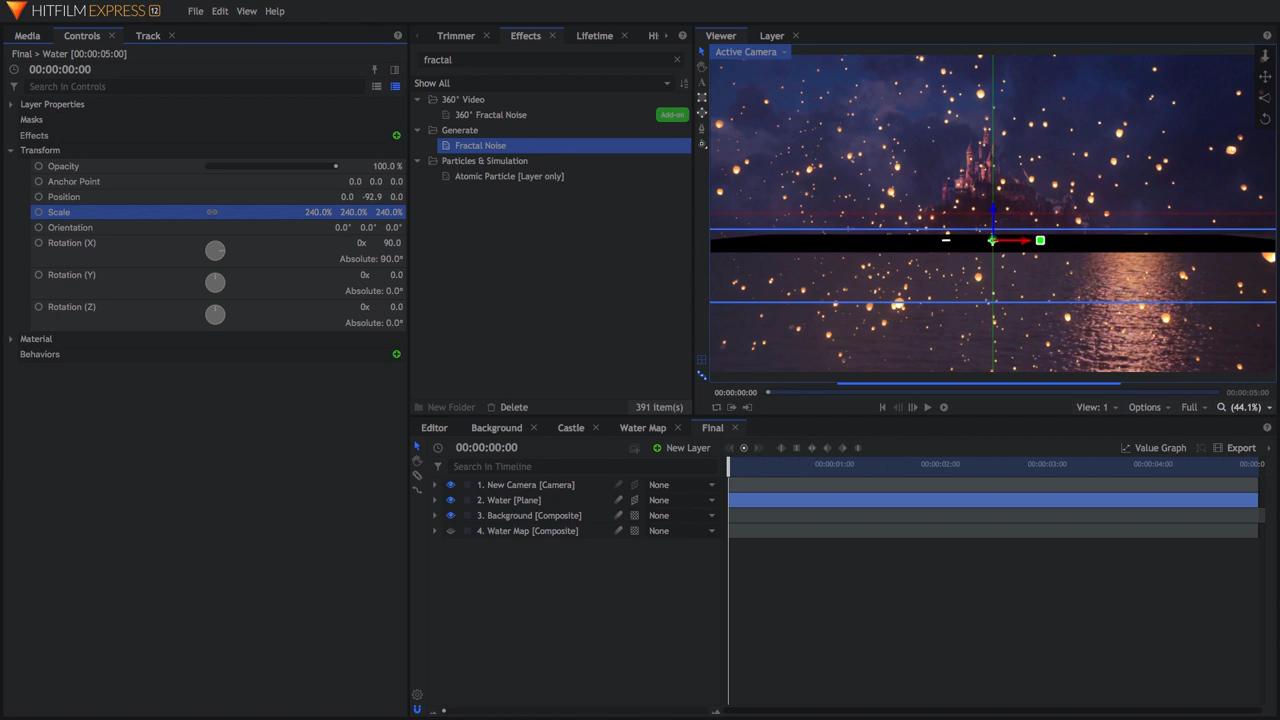 HITFILM EXPRESS 12
File Edit View Help
Media Controls Track
Final > Water [00:00:05:00]
00:00:00:00
Search in Controls
Layer Properties
Masks
Effects
Transform
Opacity 100.0 %
Anchor Point 0.0 0.0 0.0
Position 0.0 -92.9 0.0
Scale 240.0% 240.0% 240.0%
Orientation 0.0° 0.0° 0.0°
Rotation (X) 0x 90.0
Absolute: 90.0°
Rotation (Y) 0x 0.0
Absolute: 0.0°
Rotation (Z) 0x 0.0
Absolute: 0.0°
Material
Behaviors
Trimmer Effects Lifetime Hi
fractal
Show All
360° Video
360° Fractal Noise Add-on
Generate
Fractal Noise
Particles & Simulation
Atomic Particle [Layer only]
New Folder Delete 391 item(s)
Viewer Layer
Active Camera
00:00:00:00 00:00:05:00
View: 1 Options Full (44.1%)
Editor Background Castle Water Map Final
00:00:00:00 New Layer Value Graph Export
Search in Timeline
00:00:01:00 00:00:02:00 00:00:03:00 00:00:04:00 00:00:0
1. New Camera [Camera] None
2. Water [Plane] None
3. Background [Composite] None
4. Water Map [Composite] None